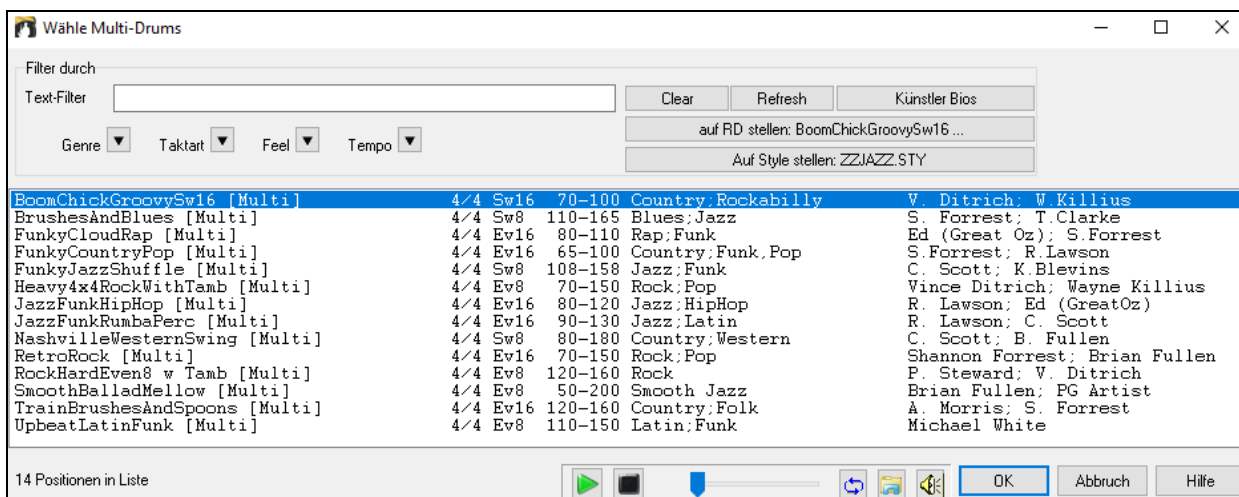 Wähle Multi-Drums
Filter durch
Text-Filter Clear Refresh Künstler Bios
auf RD stellen: BoomChickGroovySw16 ...
Genre Taktart Feel Tempo
Auf Style stellen: ZZJAZZ.STY
BoomChickGroovySw16 [Multi] 4/4 Sw16 70-100 Country;Rockabilly V. Ditrich; W.Killius
BrushesAndBlues [Multi] 4/4 Sw8 110-165 Blues;Jazz S. Forrest; T.Clarke
FunkyCloudRap [Multi] 4/4 Ev16 80-110 Rap;Funk Ed (Great Oz); S.Forrest
FunkyCountryPop [Multi] 4/4 Ev16 65-100 Country;Funk,Pop S.Forrest; R.Lawson
FunkyJazzShuffle [Multi] 4/4 Sw8 108-158 Jazz;Funk C. Scott; K.Blevins
Heavy4x4RockWithTamb [Multi] 4/4 Ev8 70-150 Rock;Pop Vince Ditrich; Wayne Killius
JazzFunkHipHop [Multi] 4/4 Ev16 80-120 Jazz;HipHop R. Lawson; Ed (GreatOz)
JazzFunkRumbaPerc [Multi] 4/4 Ev16 90-130 Jazz;Latin R. Lawson; C. Scott
NashvilleWesternSwing [Multi] 4/4 Sw8 80-180 Country;Western C. Scott; B. Fullen
RetroRock [Multi] 4/4 Ev16 70-150 Rock;Pop Shannon Forrest; Brian Fullen
RockHardEven8 w Tamb [Multi] 4/4 Ev8 120-160 Rock P. Steward; V. Ditrich
SmoothBalladMellow [Multi] 4/4 Ev8 50-200 Smooth Jazz Brian Fullen; PG Artist
TrainBrushesAndSpoons [Multi] 4/4 Ev16 120-160 Country;Folk A. Morris; S. Forrest
UpbeatLatinFunk [Multi] 4/4 Ev8 110-150 Latin;Funk Michael White
14 Positionen in Liste OK Abbruch Hilfe